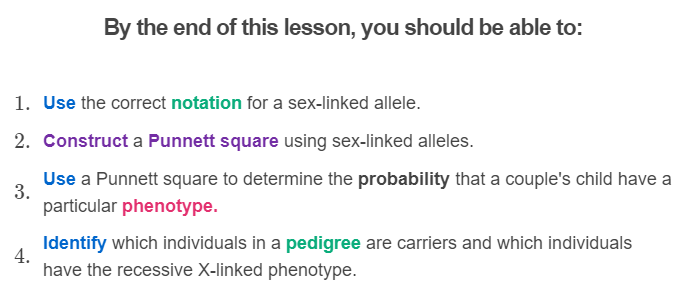 By the end of this lesson, you should be able to:
1. Use the correct notation for a sex-linked allele.
2. Construct a Punnett square using sex-linked alleles.
3. Use a Punnett square to determine the probability that a couple's child have a
particular phenotype.
4. Identify which individuals in a pedigree are carriers and which individuals
have the recessive X-linked phenotype.